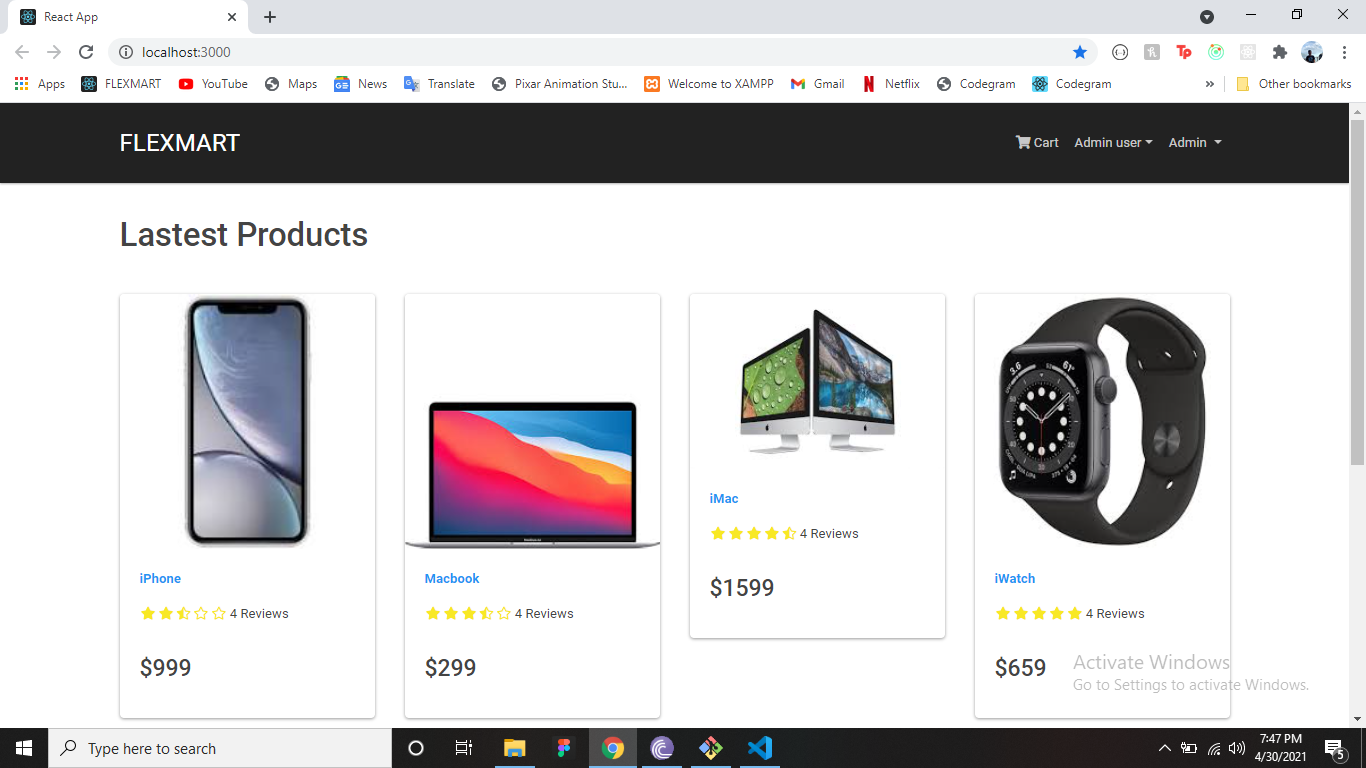 React App
localhost:3000
Apps FLEXMART YouTube Maps News Translate Pixar Animation Stu... Welcome to XAMPP Gmail Netflix Codegram Codegram » Other bookmarks
FLEXMART Cart Admin user Admin
Lastest Products
iPhone
4 Reviews
$999
Macbook
4 Reviews
$299
iMac
4 Reviews
$1599
iWatch
4 Reviews
$659
Activate Windows
Go to Settings to activate Windows.
Type here to search
7:47 PM
4/30/2021
5